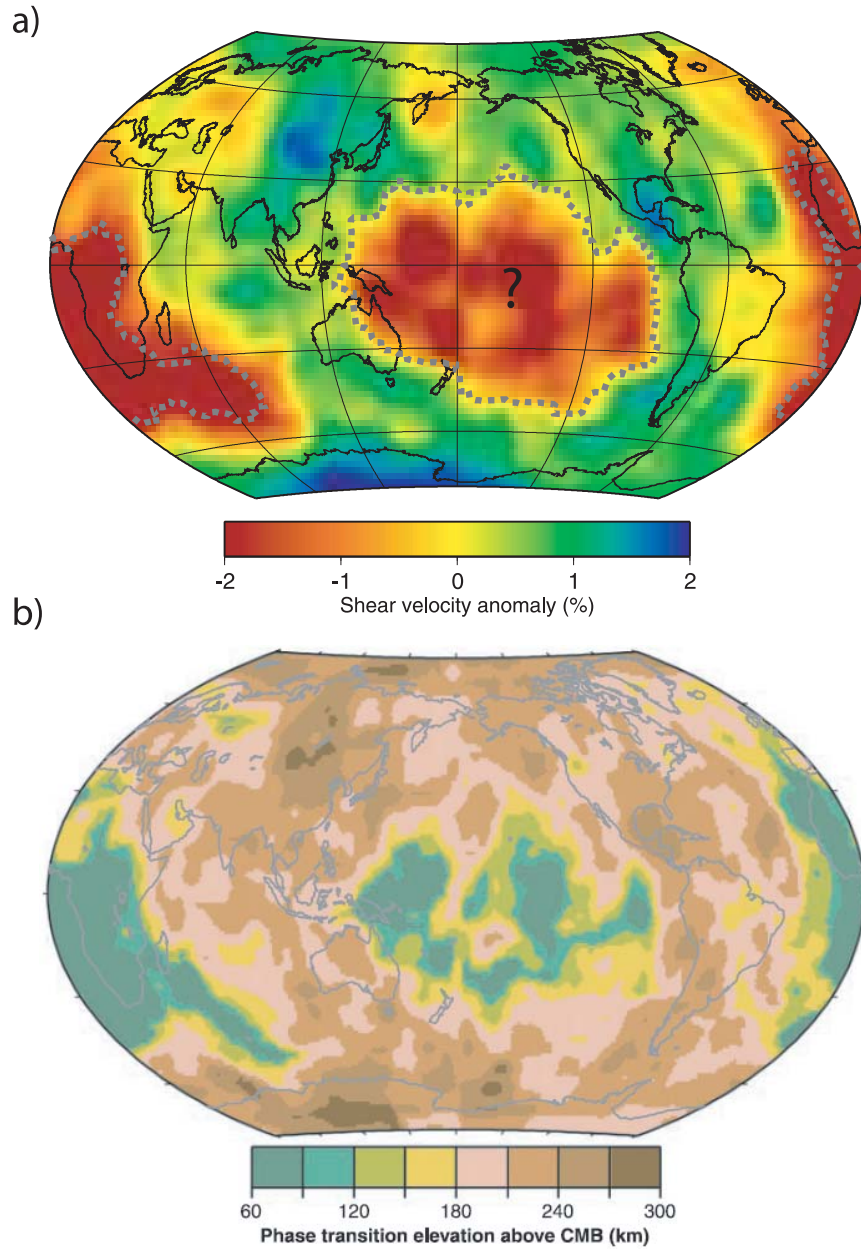 a)
?
-2 -1 0 1 2
Shear velocity anomaly (%)
b)
60 120 180 240 300
Phase transition elevation above CMB (km)